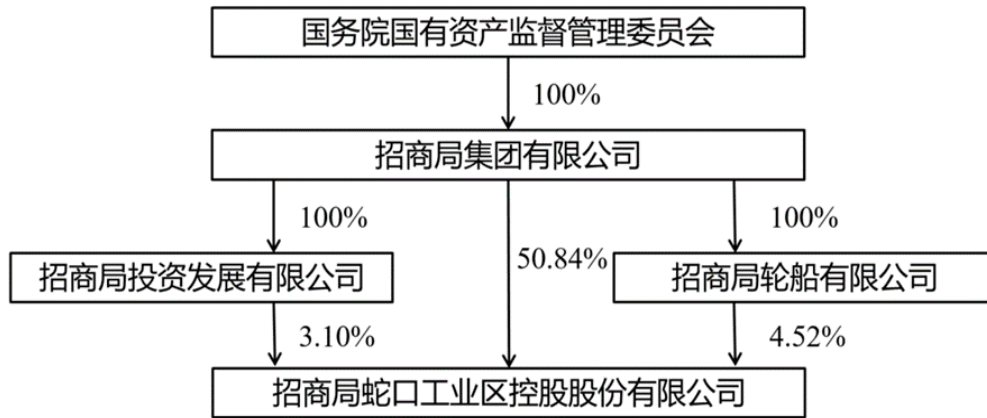 国务院国有资产监督管理委员会
100%
招商局集团有限公司
100%
100%
50.84%
招商局投资发展有限公司
招商局轮船有限公司
3.10%
4.52%
招商局蛇口工业区控股股份有限公司